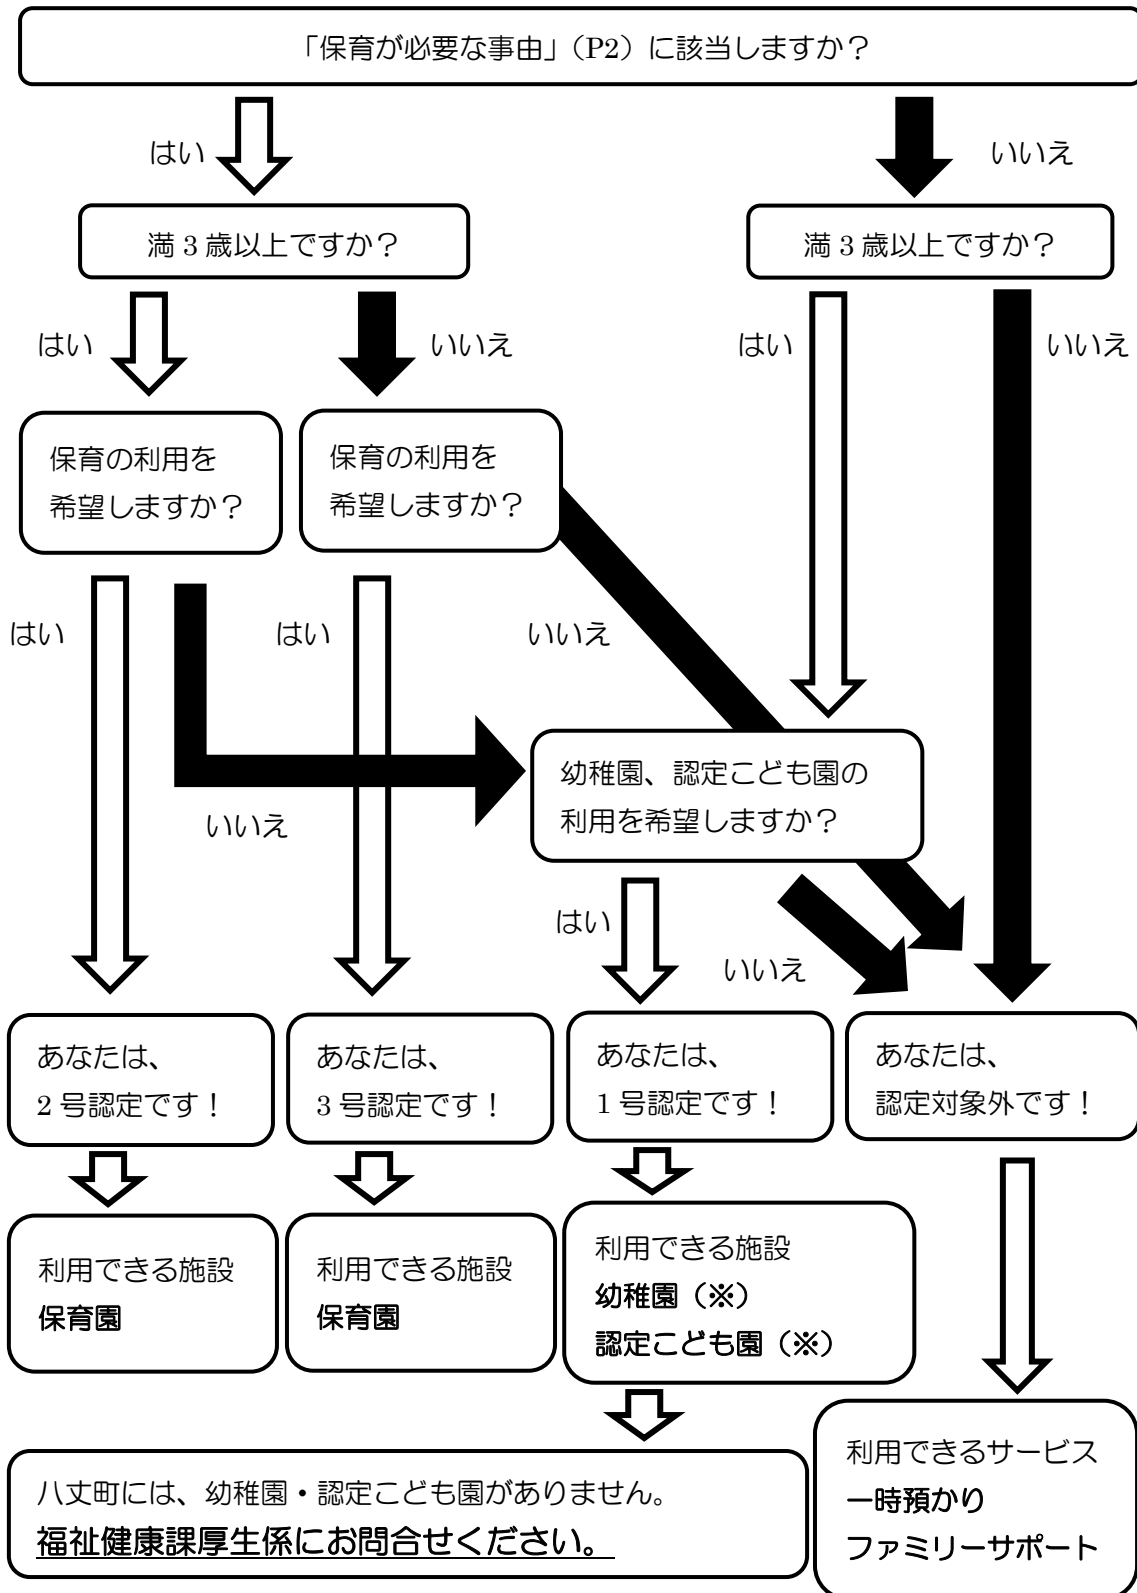 「保育が必要な事由」（P2）に該当しますか？
はい
いいえ
満 3 歳以上ですか？
満 3 歳以上ですか？
はい
いいえ
はい
いいえ
保育の利用を
希望しますか？
保育の利用を
希望しますか？
はい
はい
いいえ
いいえ
幼稚園、認定こども園の
利用を希望しますか？
はい
いいえ
あなたは、
2 号認定です！
あなたは、
3 号認定です！
あなたは、
1 号認定です！
あなたは、
認定対象外です！
利用できる施設
保育園
利用できる施設
保育園
利用できる施設
幼稚園（※）
認定こども園（※）
八丈町には、幼稚園・認定こども園がありません。
福祉健康課厚生係にお問合せください。
利用できるサービス
一時預かり
ファミリーサポート